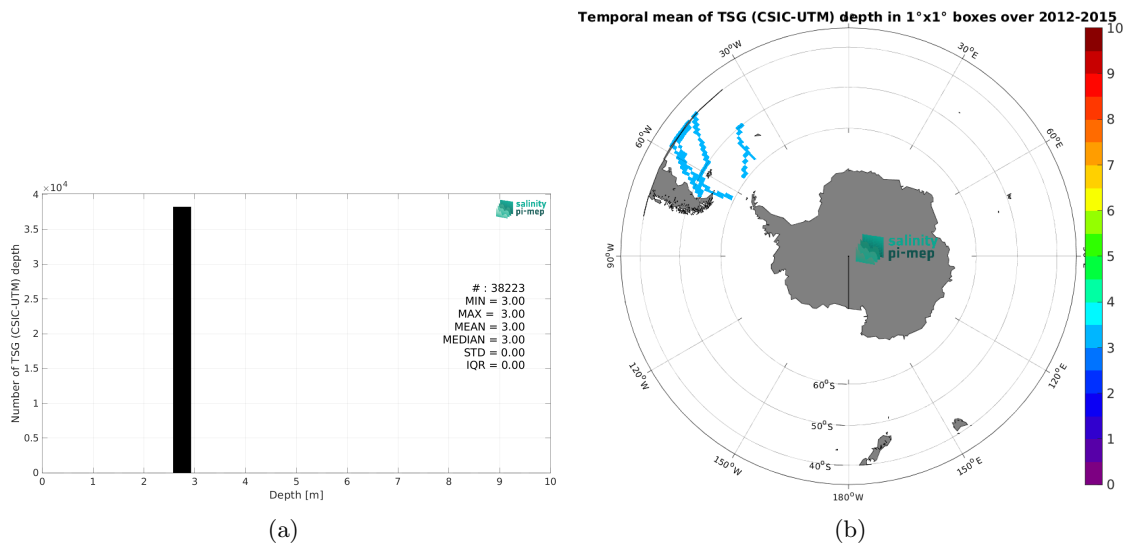 Temporal mean of TSG (CSIC-UTM) depth in 1°x1° boxes over 2012-2015
×10⁴
4
3.5
3
2.5
2
1.5
1
0.5
0
Number of TSG (CSIC-UTM) depth
salinity
pi-mep
# : 38223
MIN = 3.00
MAX = 3.00
MEAN = 3.00
MEDIAN = 3.00
STD = 0.00
IQR = 0.00
0 1 2 3 4 5 6 7 8 9 10
Depth [m]
(a)
30°W
30°E
60°W
60°E
90°W
salinity
pi-mep
120°W
120°E
60°S
50°S
40°S
150°W
150°E
180°W
10
9
8
7
6
5
4
3
2
1
0
(b)